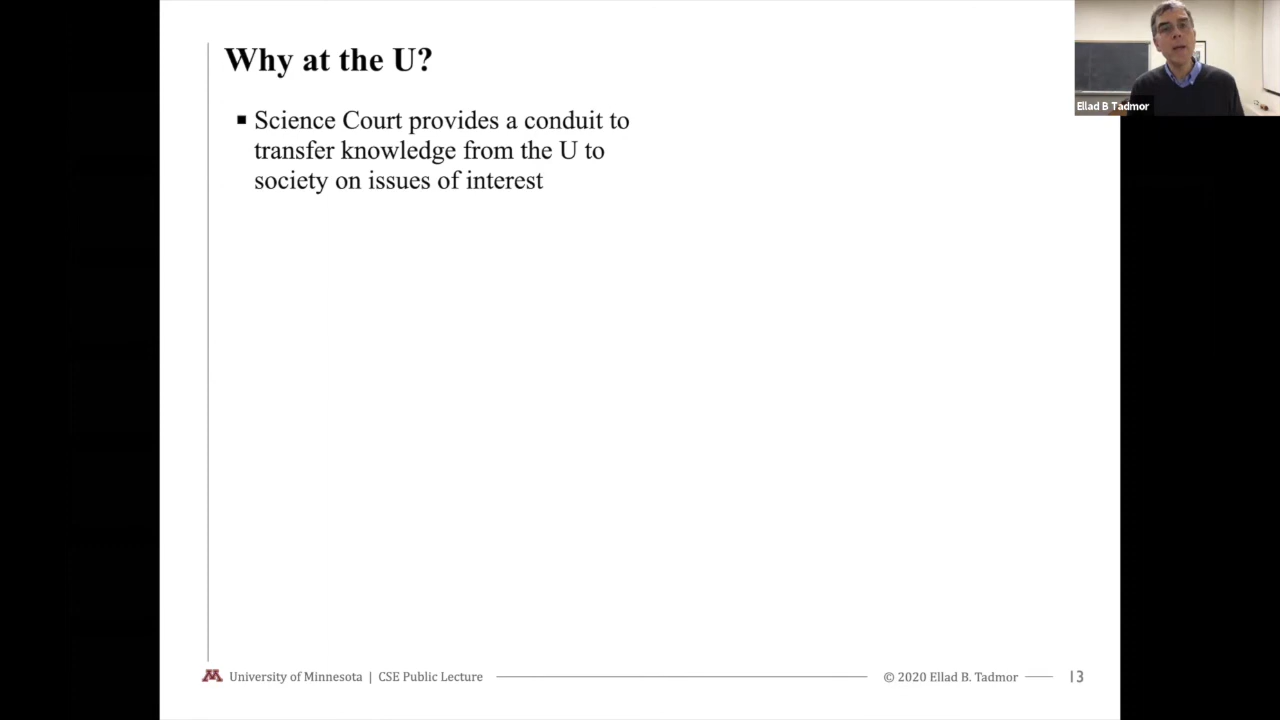 Why at the U?
▪ Science Court provides a conduit to
transfer knowledge from the U to
society on issues of interest
Ellad B Tadmor
M University of Minnesota | CSE Public Lecture
© 2020 Ellad B. Tadmor
13